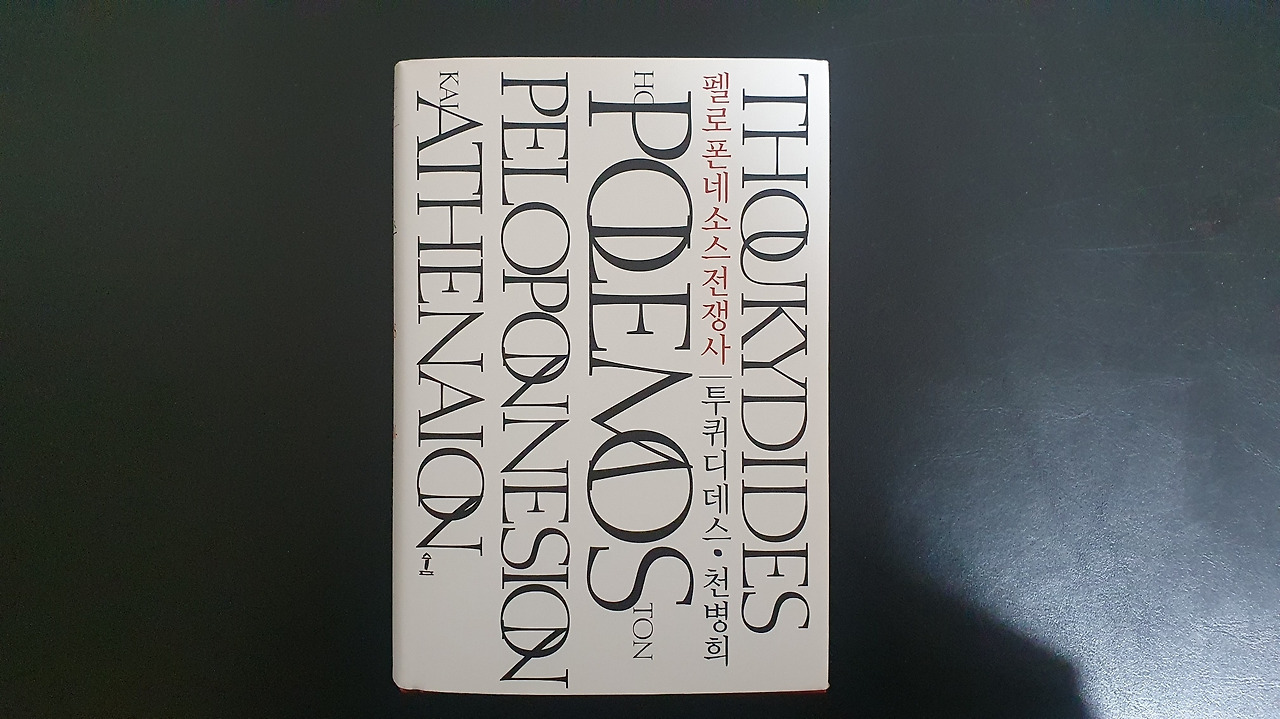 THOUKYDIDES
펠로폰네소스전쟁사 | 투퀴디데스 · 천병희
HO
POLEMOS
TON
PELOPONNESION
KAI
ATHENAION